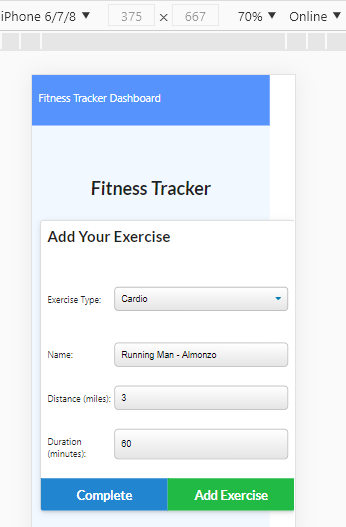 iPhone 6/7/8 ▼ 375 × 667 70% ▼ Online ▼
Fitness Tracker Dashboard
Fitness Tracker
Add Your Exercise
Exercise Type: Cardio
Name: Running Man - Almonzo
Distance (miles): 3
Duration
(minutes): 60
Complete Add Exercise